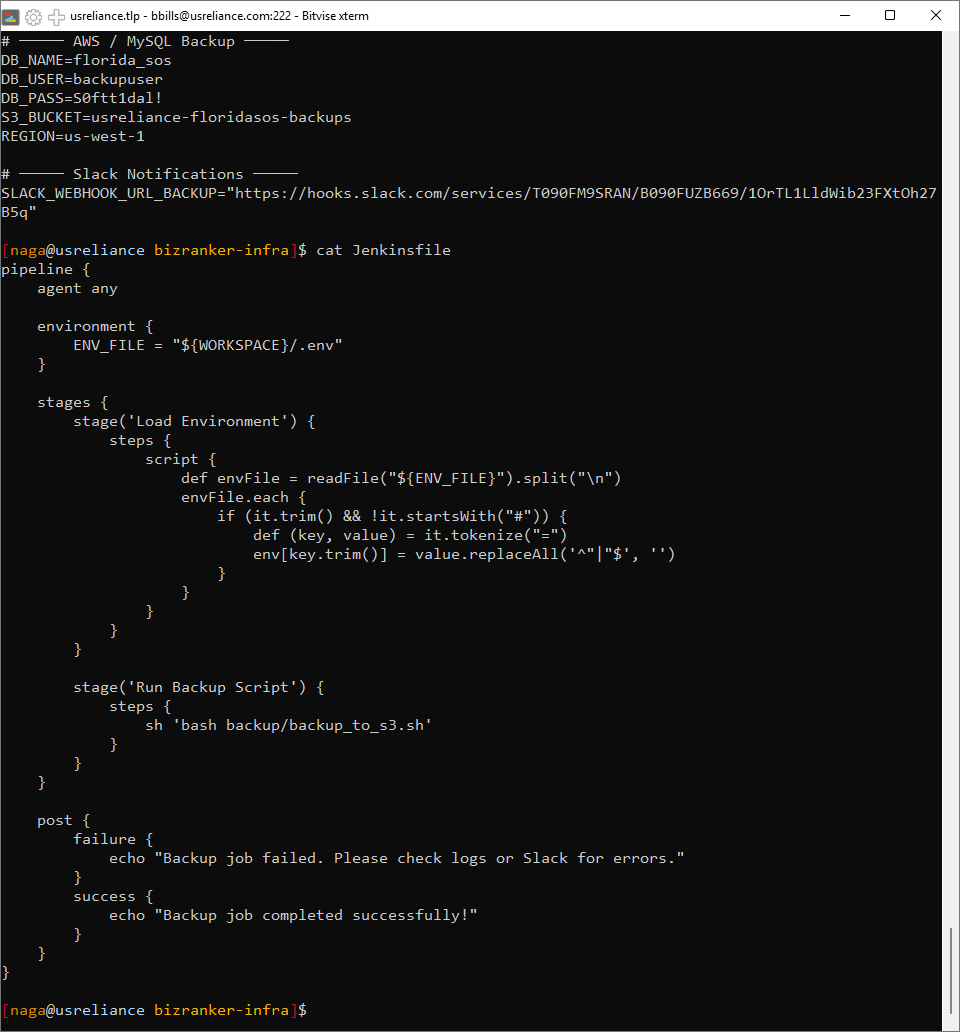 usreliance.tlp - bbills@usreliance.com:222 - Bitvise xterm
# ───── AWS / MySQL Backup ─────
DB_NAME=florida_sos
DB_USER=backupuser
DB_PASS=S0ftt1dal!
S3_BUCKET=usreliance-floridasos-backups
REGION=us-west-1

# ───── Slack Notifications ─────
SLACK_WEBHOOK_URL_BACKUP="https://hooks.slack.com/services/T090FM9SRAN/B090FUZB669/1OrTL1LldWib23FXtOh27
B5q"

[naga@usreliance bizranker-infra]$ cat Jenkinsfile
pipeline {
    agent any

    environment {
        ENV_FILE = "${WORKSPACE}/.env"
    }

    stages {
        stage('Load Environment') {
            steps {
                script {
                    def envFile = readFile("${ENV_FILE}").split("\n")
                    envFile.each {
                        if (it.trim() && !it.startsWith("#")) {
                            def (key, value) = it.tokenize("=")
                            env[key.trim()] = value.replaceAll('^"|"$', '')
                        }
                    }
                }
            }
        }

        stage('Run Backup Script') {
            steps {
                sh 'bash backup/backup_to_s3.sh'
            }
        }
    }

    post {
        failure {
            echo "Backup job failed. Please check logs or Slack for errors."
        }
        success {
            echo "Backup job completed successfully!"
        }
    }
}

[naga@usreliance bizranker-infra]$